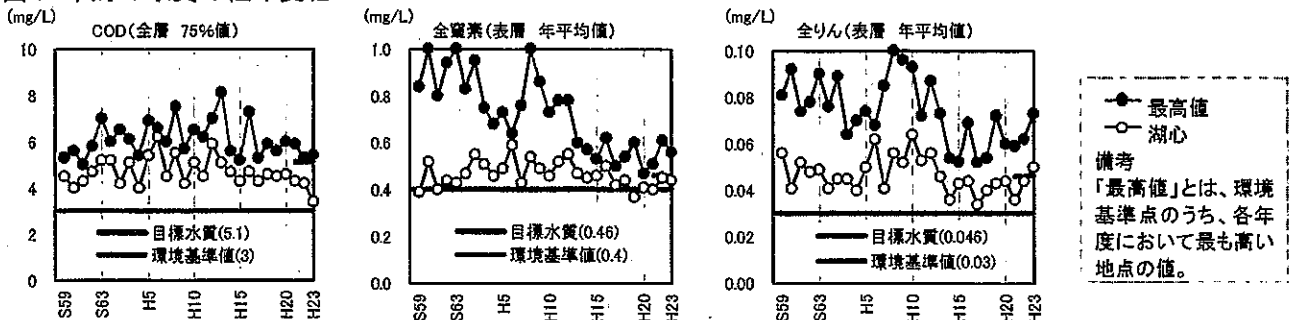 (mg/L)
COD(全層 75%値)
10
8
6
4
2
0
目標水質(5.1)
環境基準値(3)
S59
S63
H5
H10
H15
H20
H23
(mg/L)
全窒素(表層 年平均値)
1.0
0.8
0.6
0.4
0.2
0.0
目標水質(0.46)
環境基準値(0.4)
S59
S63
H5
H10
H15
H20
H23
(mg/L)
全りん(表層 年平均値)
0.10
0.08
0.06
0.04
0.02
0.00
目標水質(0.046)
環境基準値(0.03)
S59
S63
H5
H10
H15
H20
H23
最高値
湖心
備考
「最高値」とは、環境
基準点のうち、各年
度において最も高い
地点の値。